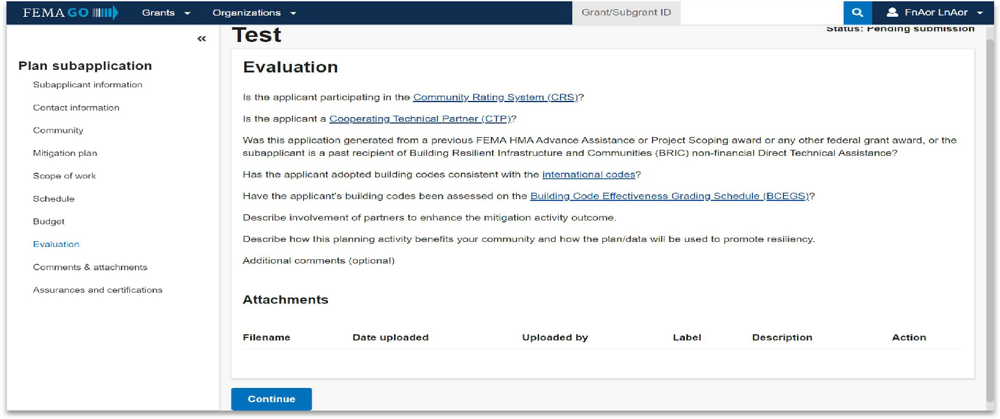 FEMA GO Grants Organizations Grant/Subgrant ID FnAor LnAor
«
Plan subapplication
Subapplicant information
Contact information
Community
Mitigation plan
Scope of work
Schedule
Budget
Evaluation
Comments & attachments
Assurances and certifications
Test
Status: Pending submission
Evaluation
Is the applicant participating in the Community Rating System (CRS)?
Is the applicant a Cooperating Technical Partner (CTP)?
Was this application generated from a previous FEMA HMA Advance Assistance or Project Scoping award or any other federal grant award, or the
subapplicant is a past recipient of Building Resilient Infrastructure and Communities (BRIC) non-financial Direct Technical Assistance?
Has the applicant adopted building codes consistent with the international codes?
Have the applicant's building codes been assessed on the Building Code Effectiveness Grading Schedule (BCEGS)?
Describe involvement of partners to enhance the mitigation activity outcome.
Describe how this planning activity benefits your community and how the plan/data will be used to promote resiliency.
Additional comments (optional)
Attachments
Filename Date uploaded Uploaded by Label Description Action
Continue